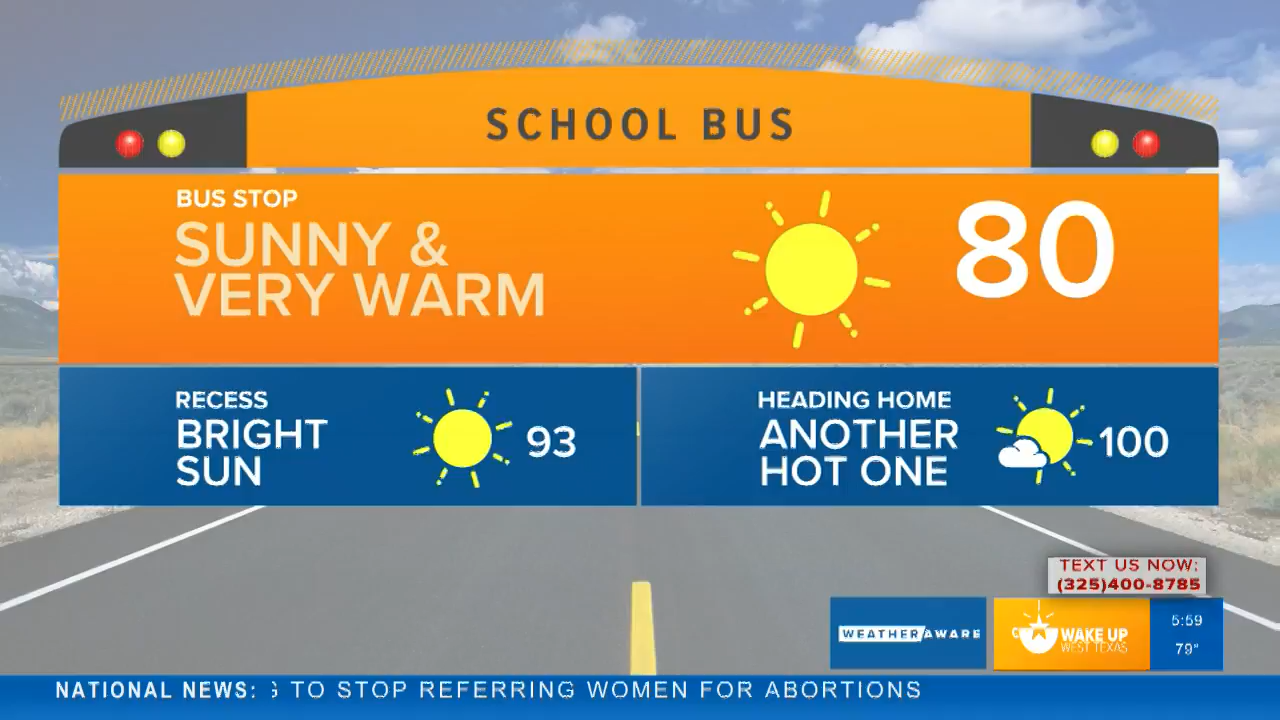 SCHOOL BUS
BUS STOP
SUNNY &
VERY WARM
80
RECESS
BRIGHT
SUN
93
HEADING HOME
ANOTHER
HOT ONE
100
TEXT US NOW:
(325)400-8785
WEATHER AWARE
WAKE UP
WEST TEXAS
5:59
79°
NATIONAL NEWS: TO STOP REFERRING WOMEN FOR ABORTIONS